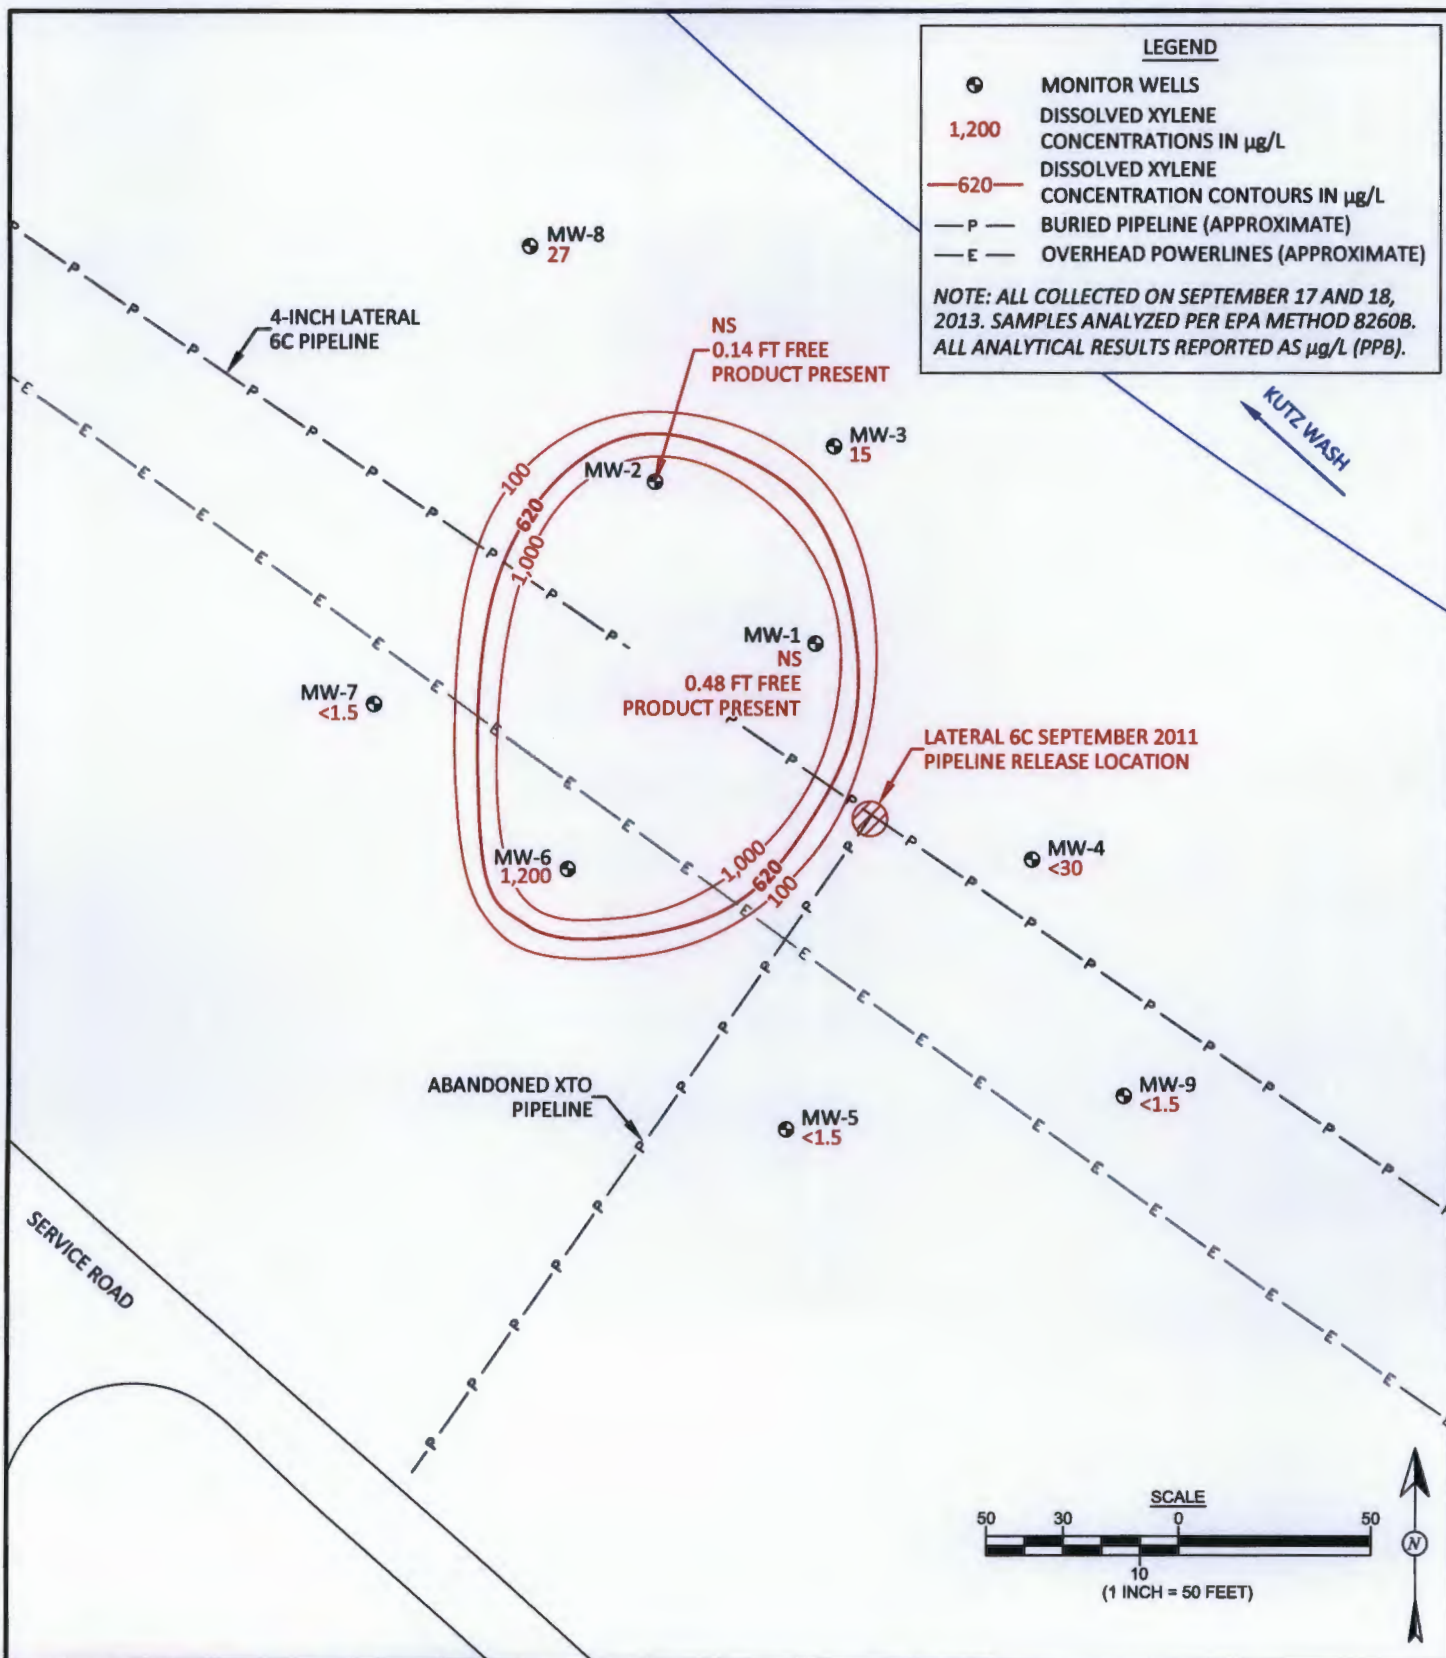 LEGEND
MONITOR WELLS
1,200 DISSOLVED XYLENE
CONCENTRATIONS IN µg/L
620 DISSOLVED XYLENE
CONCENTRATION CONTOURS IN µg/L
P BURIED PIPELINE (APPROXIMATE)
E OVERHEAD POWERLINES (APPROXIMATE)
NOTE: ALL COLLECTED ON SEPTEMBER 17 AND 18,
2013. SAMPLES ANALYZED PER EPA METHOD 8260B.
ALL ANALYTICAL RESULTS REPORTED AS µg/L (PPB).
MW-8
27
4-INCH LATERAL
6C PIPELINE
NS
0.14 FT FREE
PRODUCT PRESENT
KUTZ WASH
MW-3
15
MW-2
100
620
1,000
MW-1
NS
0.48 FT FREE
PRODUCT PRESENT
MW-7
<1.5
LATERAL 6C SEPTEMBER 2011
PIPELINE RELEASE LOCATION
MW-6
1,200
1,000
620
100
MW-4
<30
ABANDONED XTO
PIPELINE
MW-5
<1.5
MW-9
<1.5
SERVICE ROAD
SCALE
50 30 0 50
10
(1 INCH = 50 FEET)
N